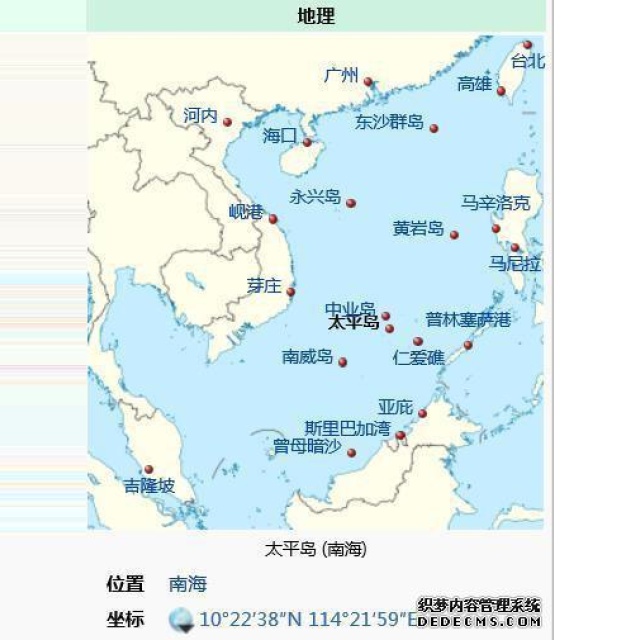 地理
台北
广州
高雄
河内
东沙群岛
海口
永兴岛
马辛洛克
岘港
黄岩岛
马尼拉
芽庄
中业岛
太平岛
普林塞萨港
南威岛
仁爱礁
亚庇
斯里巴加湾
曾母暗沙
吉隆坡
太平岛 (南海)
位置 南海
坐标 10°22′38″N 114°21′59″E
织梦内容管理系统
DEDECMS.COM